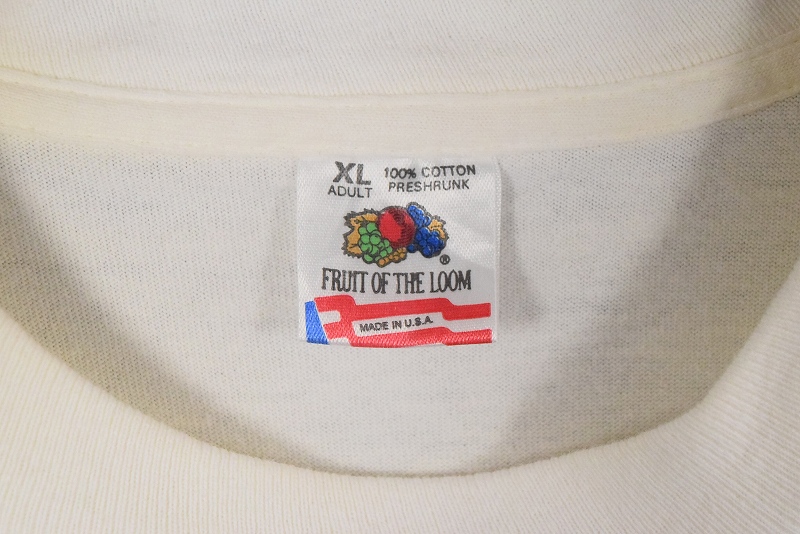 XL 100% COTTON
ADULT PRESHRUNK
®
FRUIT OF THE LOOM
MADE IN U.S.A.